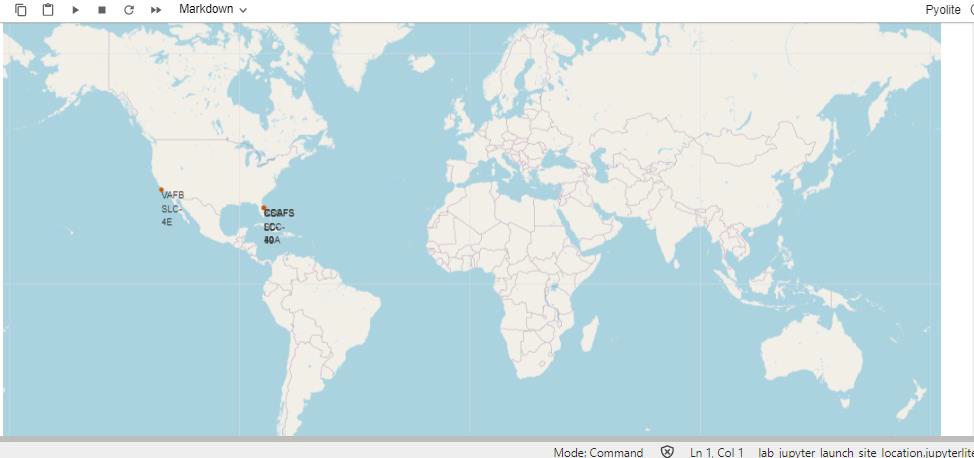 Markdown
Pyolite
VAFB
SLC-
4E
Mode: Command
Ln 1, Col 1
lab_jupyter_launch_site_location.jupyterlite